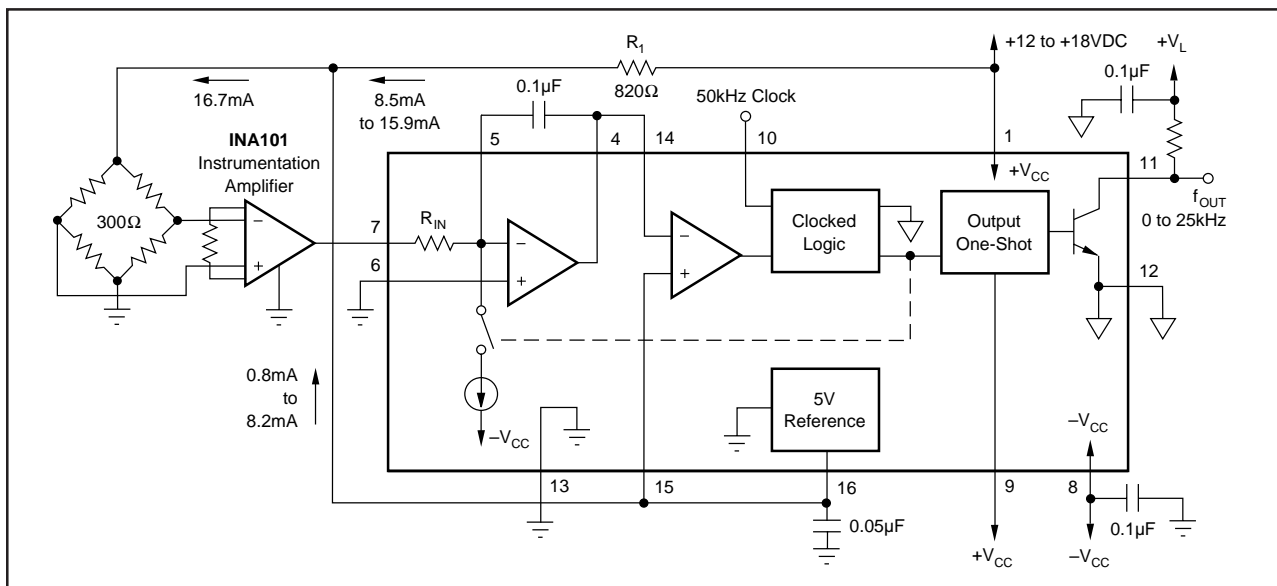 R1
+12 to +18VDC
+VL
16.7mA
8.5mA
to 15.9mA
820Ω
0.1µF
0.1µF
50kHz Clock
INA101
Instrumentation
Amplifier
5
4
14
10
1
11
+VCC
fOUT
0 to 25kHz
300Ω
7
RIN
Clocked
Logic
Output
One-Shot
6
12
−
+
−
+
−
+
0.8mA
to
8.2mA
−VCC
5V
Reference
−VCC
13
15
16
9
8
0.05µF
0.1µF
+VCC
−VCC